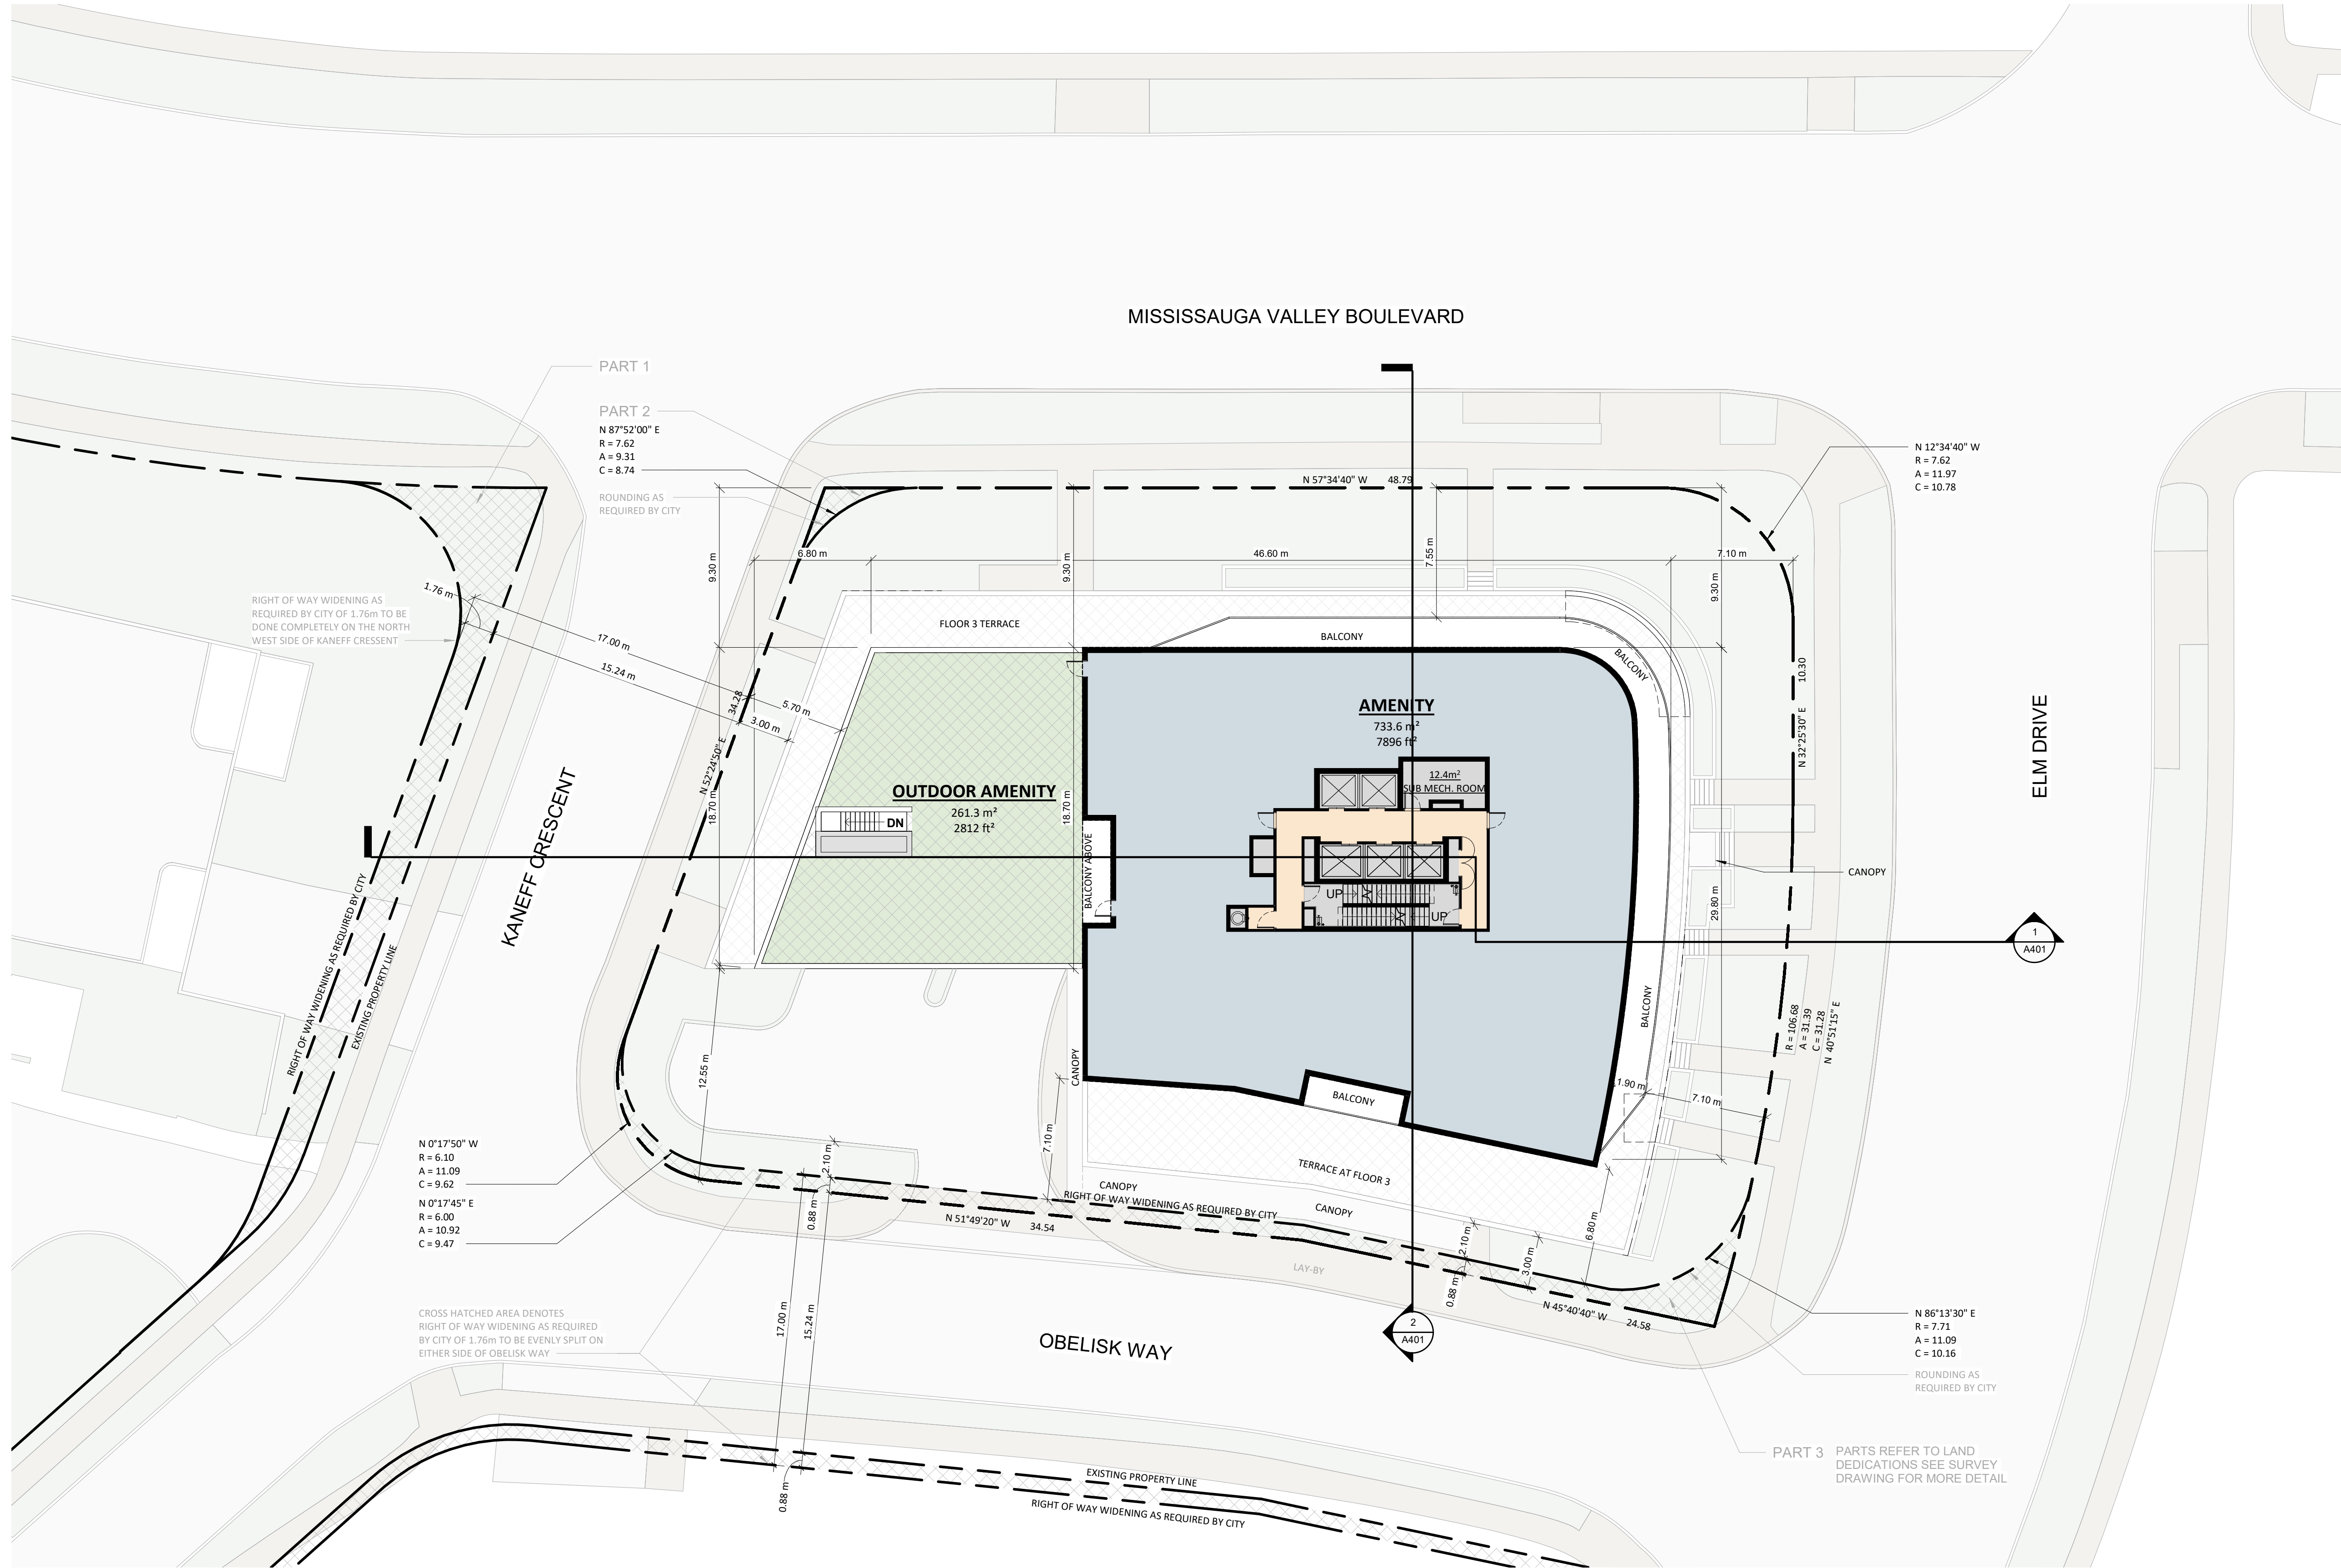 MISSISSAUGA VALLEY BOULEVARD
PART 1
PART 2
N 87°52'00" E
R = 7.62
A = 9.31
C = 8.74
ROUNDING AS
REQUIRED BY CITY
N 12°34'40" W
R = 7.62
A = 11.97
C = 10.78
N 57°34'40" W 48.79
6.80 m
46.60 m
7.10 m
9.30 m
9.30 m
7.55 m
9.30 m
1.76 m
RIGHT OF WAY WIDENING AS
REQUIRED BY CITY OF 1.76m TO BE
DONE COMPLETELY ON THE NORTH
WEST SIDE OF KANEFF CRESSENT
17.00 m
15.24 m
FLOOR 3 TERRACE
BALCONY
BALCONY
34.28
5.70 m
3.00 m
N 52°24'50" E
18.70 m
18.70 m
AMENITY
733.6 m²
7896 ft²
12.4m²
SUB MECH. ROOM
10.30
N 32°25'30" E
ELM DRIVE
OUTDOOR AMENITY
261.3 m²
2812 ft²
DN
BALCONY ABOVE
UP
UP
KANEFF CRESCENT
CANOPY
29.80 m
1
A401
RIGHT OF WAY WIDENING AS REQUIRED BY CITY
EXISTING PROPERTY LINE
BALCONY
R = 106.68
A = 31.39
C = 31.28
N 40°51'15" E
12.55 m
CANOPY
1.90 m
7.10 m
BALCONY
7.10 m
N 0°17'50" W
R = 6.10
A = 11.09
C = 9.62
N 0°17'45" E
R = 6.00
A = 10.92
C = 9.47
2.10 m
0.88 m
TERRACE AT FLOOR 3
CANOPY
RIGHT OF WAY WIDENING AS REQUIRED BY CITY
CANOPY
N 51°49'20" W 34.54
6.80 m
2.10 m
3.00 m
0.88 m
LAY-BY
N 45°40'40" W 24.58
CROSS HATCHED AREA DENOTES
RIGHT OF WAY WIDENING AS REQUIRED
BY CITY OF 1.76m TO BE EVENLY SPLIT ON
EITHER SIDE OF OBELISK WAY
17.00 m
15.24 m
OBELISK WAY
2
A401
N 86°13'30" E
R = 7.71
A = 11.09
C = 10.16
ROUNDING AS
REQUIRED BY CITY
PART 3
PARTS REFER TO LAND
DEDICATIONS SEE SURVEY
DRAWING FOR MORE DETAIL
EXISTING PROPERTY LINE
RIGHT OF WAY WIDENING AS REQUIRED BY CITY
0.88 m